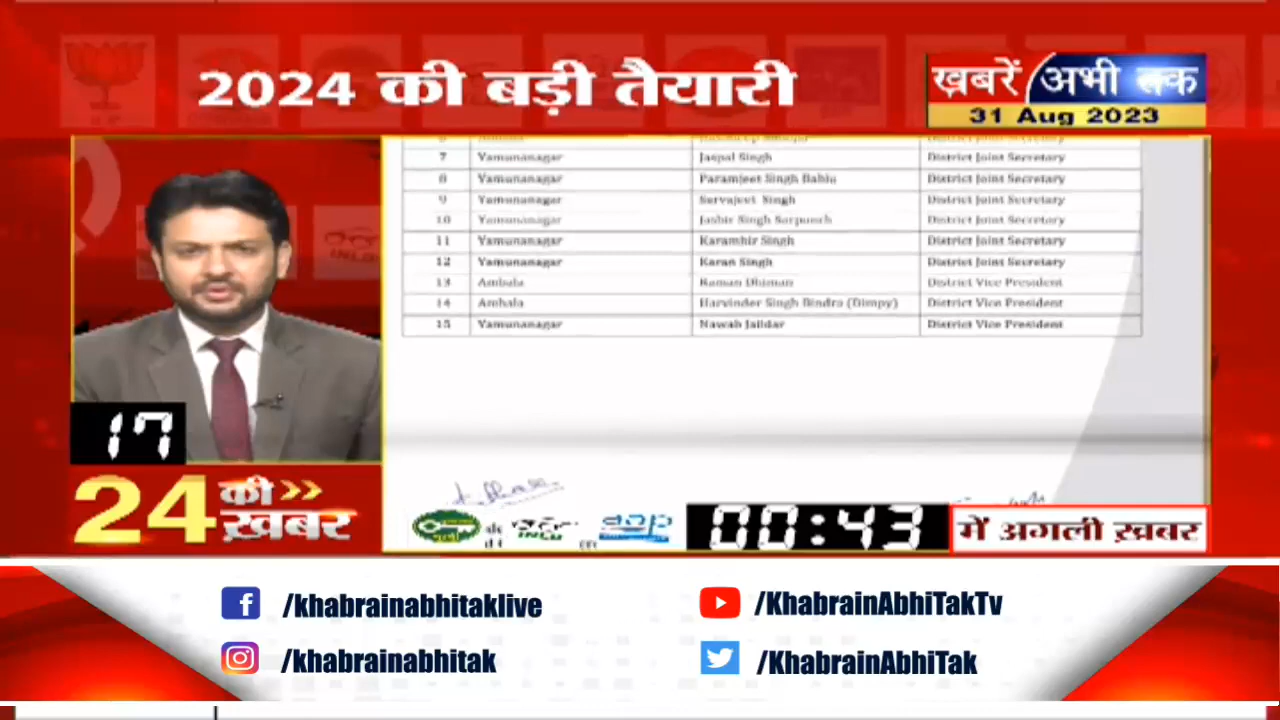 2024 की बड़ी तैयारी
ख़बरें अभी तक
31 Aug 2023
7 Yamunanagar Jaspal Singh District Joint Secretary
8 Yamunanagar Paramjeet Singh District Joint Secretary
9 Yamunanagar Sarvajeet Singh District Joint Secretary
10 Yamunanagar Jasbir Singh Sarpanch District Joint Secretary
11 Yamunanagar Karambir Singh District Joint Secretary
12 Yamunanagar Karan Singh District Joint Secretary
13 Ambala Raman Dhiman District Vice President
14 Ambala Harvinder Singh Bindra (Dimpy) District Vice President
15 Yamunanagar Nawab Jaildar District Vice President
INLD
17
24 की ख़बर
INLD
aap
00:43
में अगली ख़बर
/khabrainabhitaklive
/KhabrainAbhiTakTv
/khabrainabhitak
/KhabrainAbhiTak